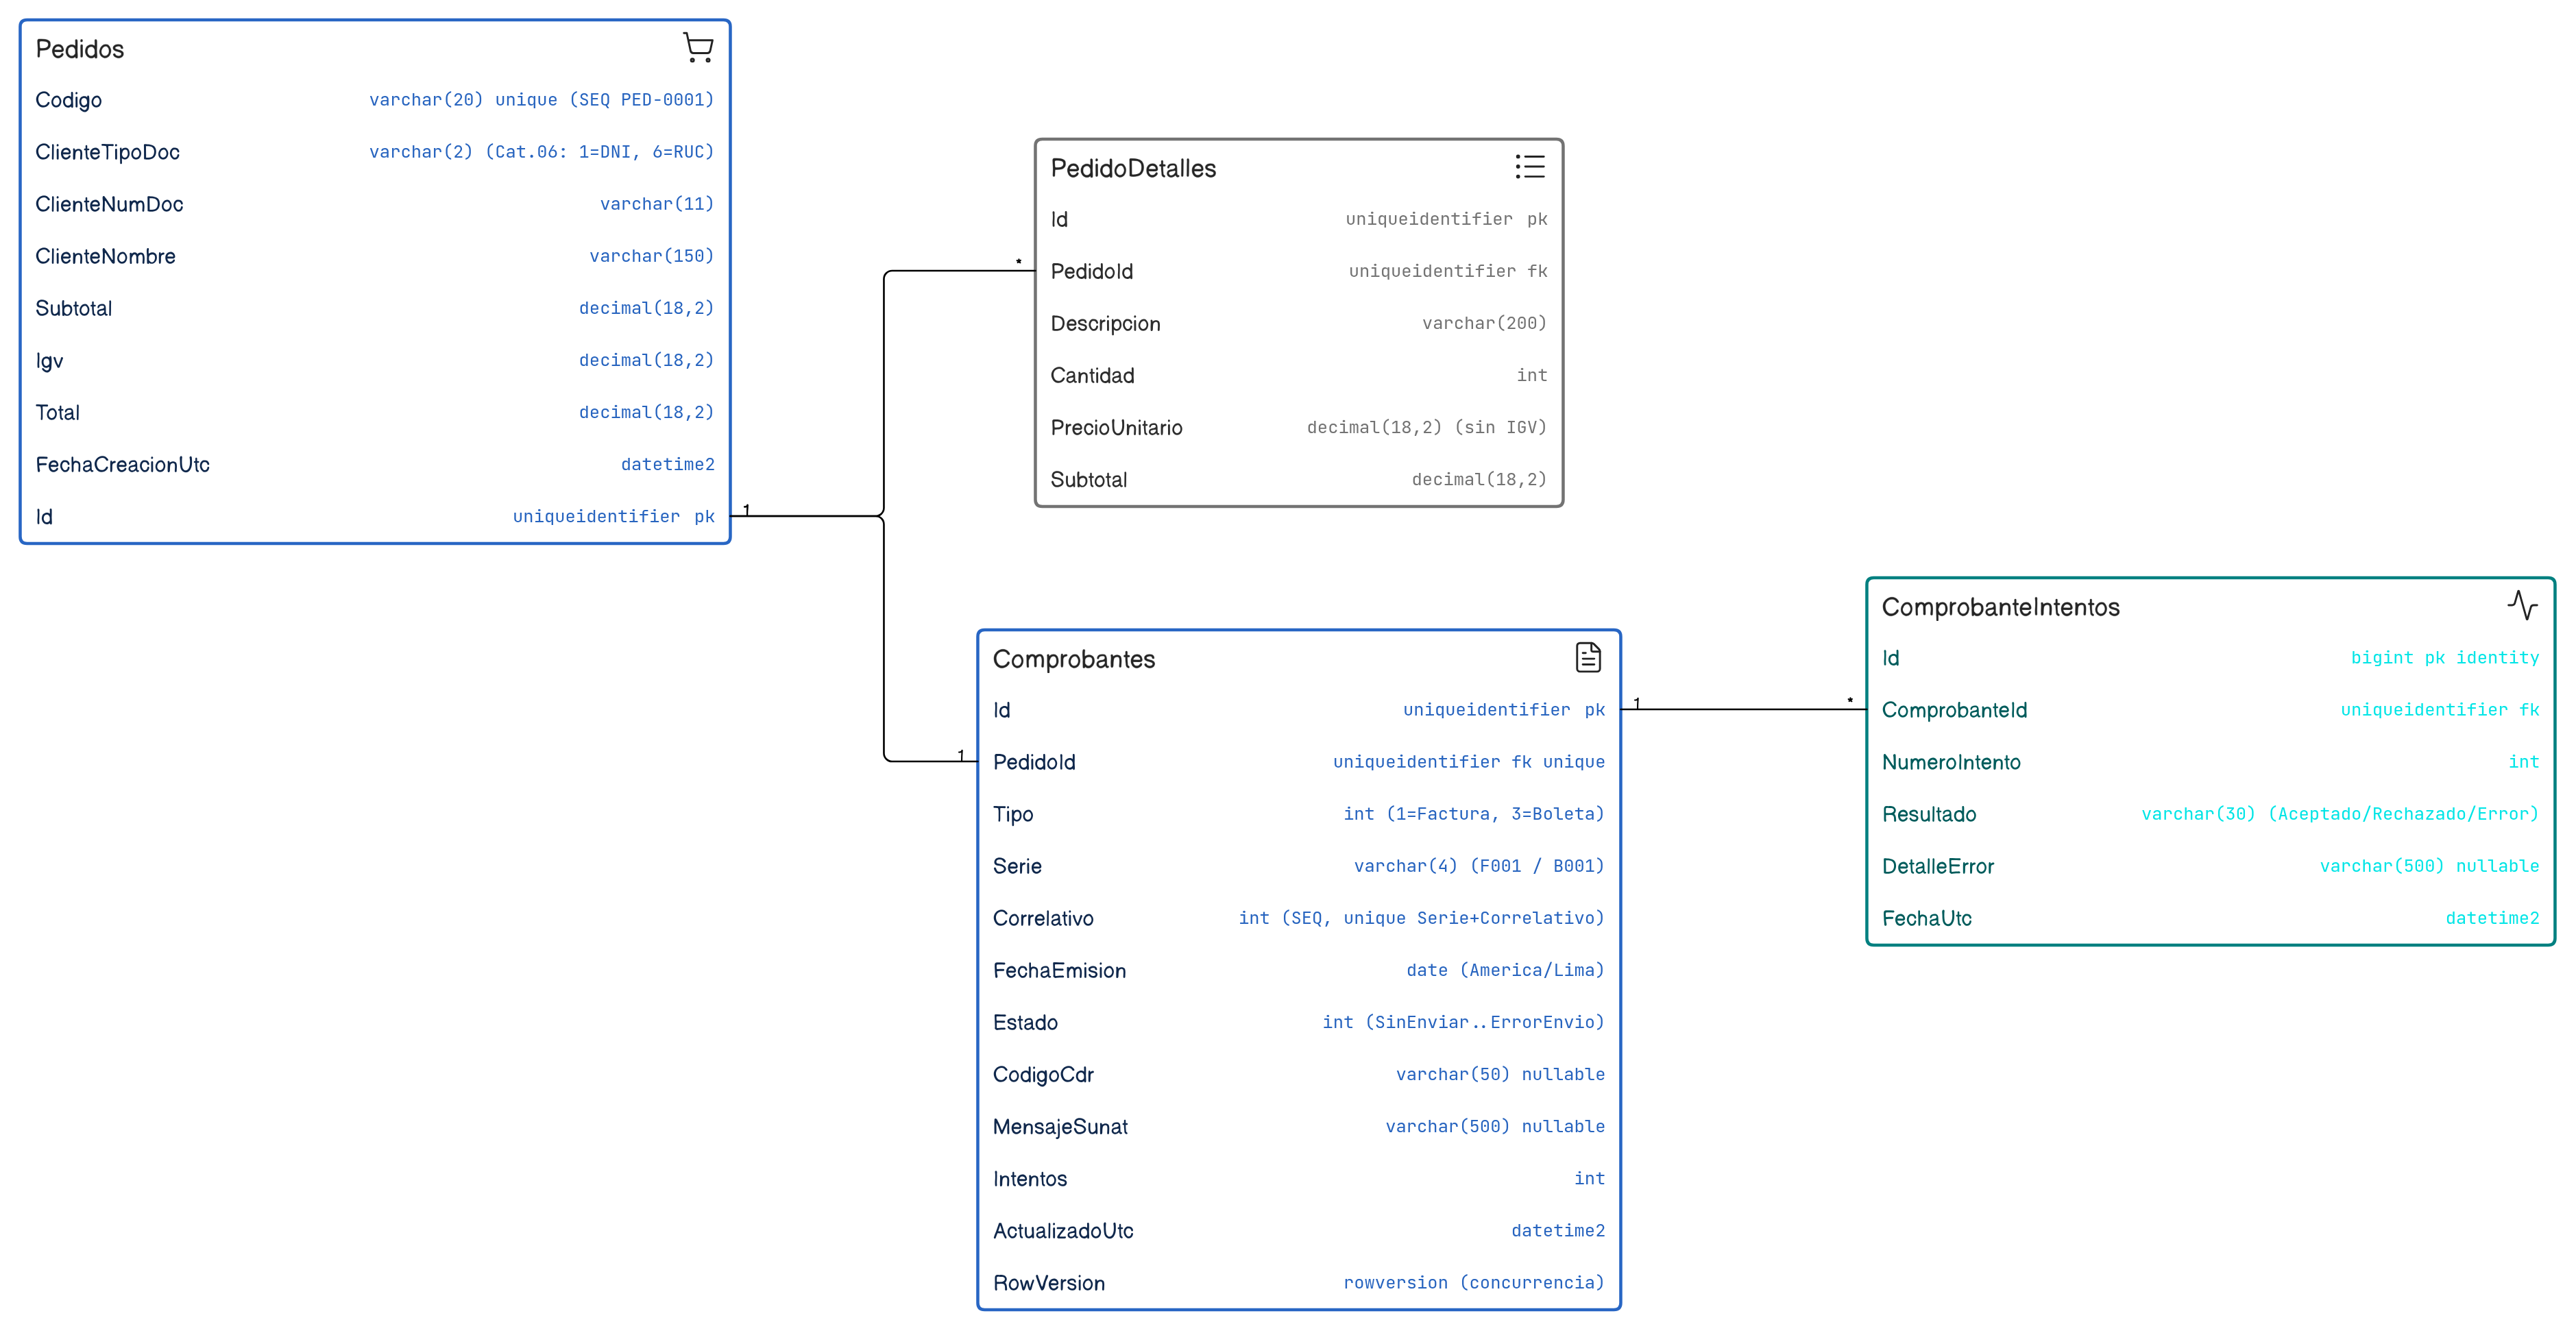 Pedidos
Codigo varchar(20) unique (SEQ PED-0001)
ClienteTipoDoc varchar(2) (Cat.06: 1=DNI, 6=RUC)
ClienteNumDoc varchar(11)
ClienteNombre varchar(150)
Subtotal decimal(18,2)
Igv decimal(18,2)
Total decimal(18,2)
FechaCreacionUtc datetime2
Id uniqueidentifier pk
1
*
1
PedidoDetalles
Id uniqueidentifier pk
PedidoId uniqueidentifier fk
Descripcion varchar(200)
Cantidad int
PrecioUnitario decimal(18,2) (sin IGV)
Subtotal decimal(18,2)
Comprobantes
Id uniqueidentifier pk
PedidoId uniqueidentifier fk unique
Tipo int (1=Factura, 3=Boleta)
Serie varchar(4) (F001 / B001)
Correlativo int (SEQ, unique Serie+Correlativo)
FechaEmision date (America/Lima)
Estado int (SinEnviar..ErrorEnvio)
CodigoCdr varchar(50) nullable
MensajeSunat varchar(500) nullable
Intentos int
ActualizadoUtc datetime2
RowVersion rowversion (concurrencia)
1
*
ComprobanteIntentos
Id bigint pk identity
ComprobanteId uniqueidentifier fk
NumeroIntento int
Resultado varchar(30) (Aceptado/Rechazado/Error)
DetalleError varchar(500) nullable
FechaUtc datetime2